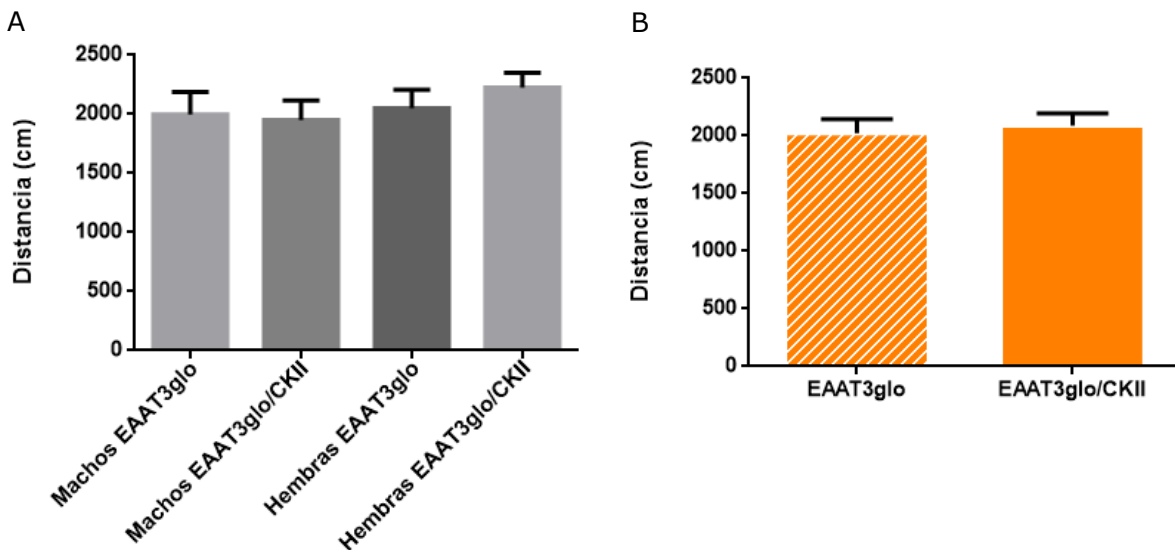 A
Distancia (cm)
2500
2000
1500
1000
500
0
Machos EAAT3glo
Machos EAAT3glo/CKII
Hembras EAAT3glo
Hembras EAAT3glo/CKII
B
Distancia (cm)
2500
2000
1500
1000
500
0
EAAT3glo
EAAT3glo/CKII